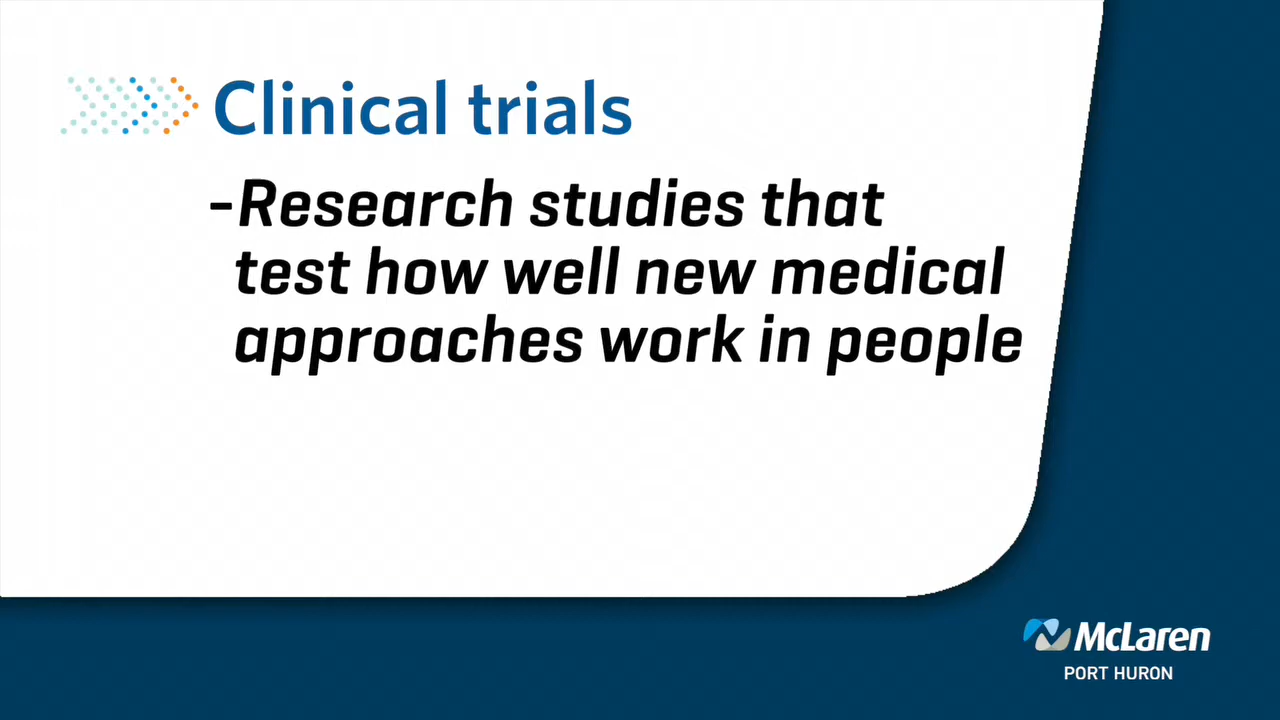 Clinical trials
-Research studies that
test how well new medical
approaches work in people
McLaren
PORT HURON